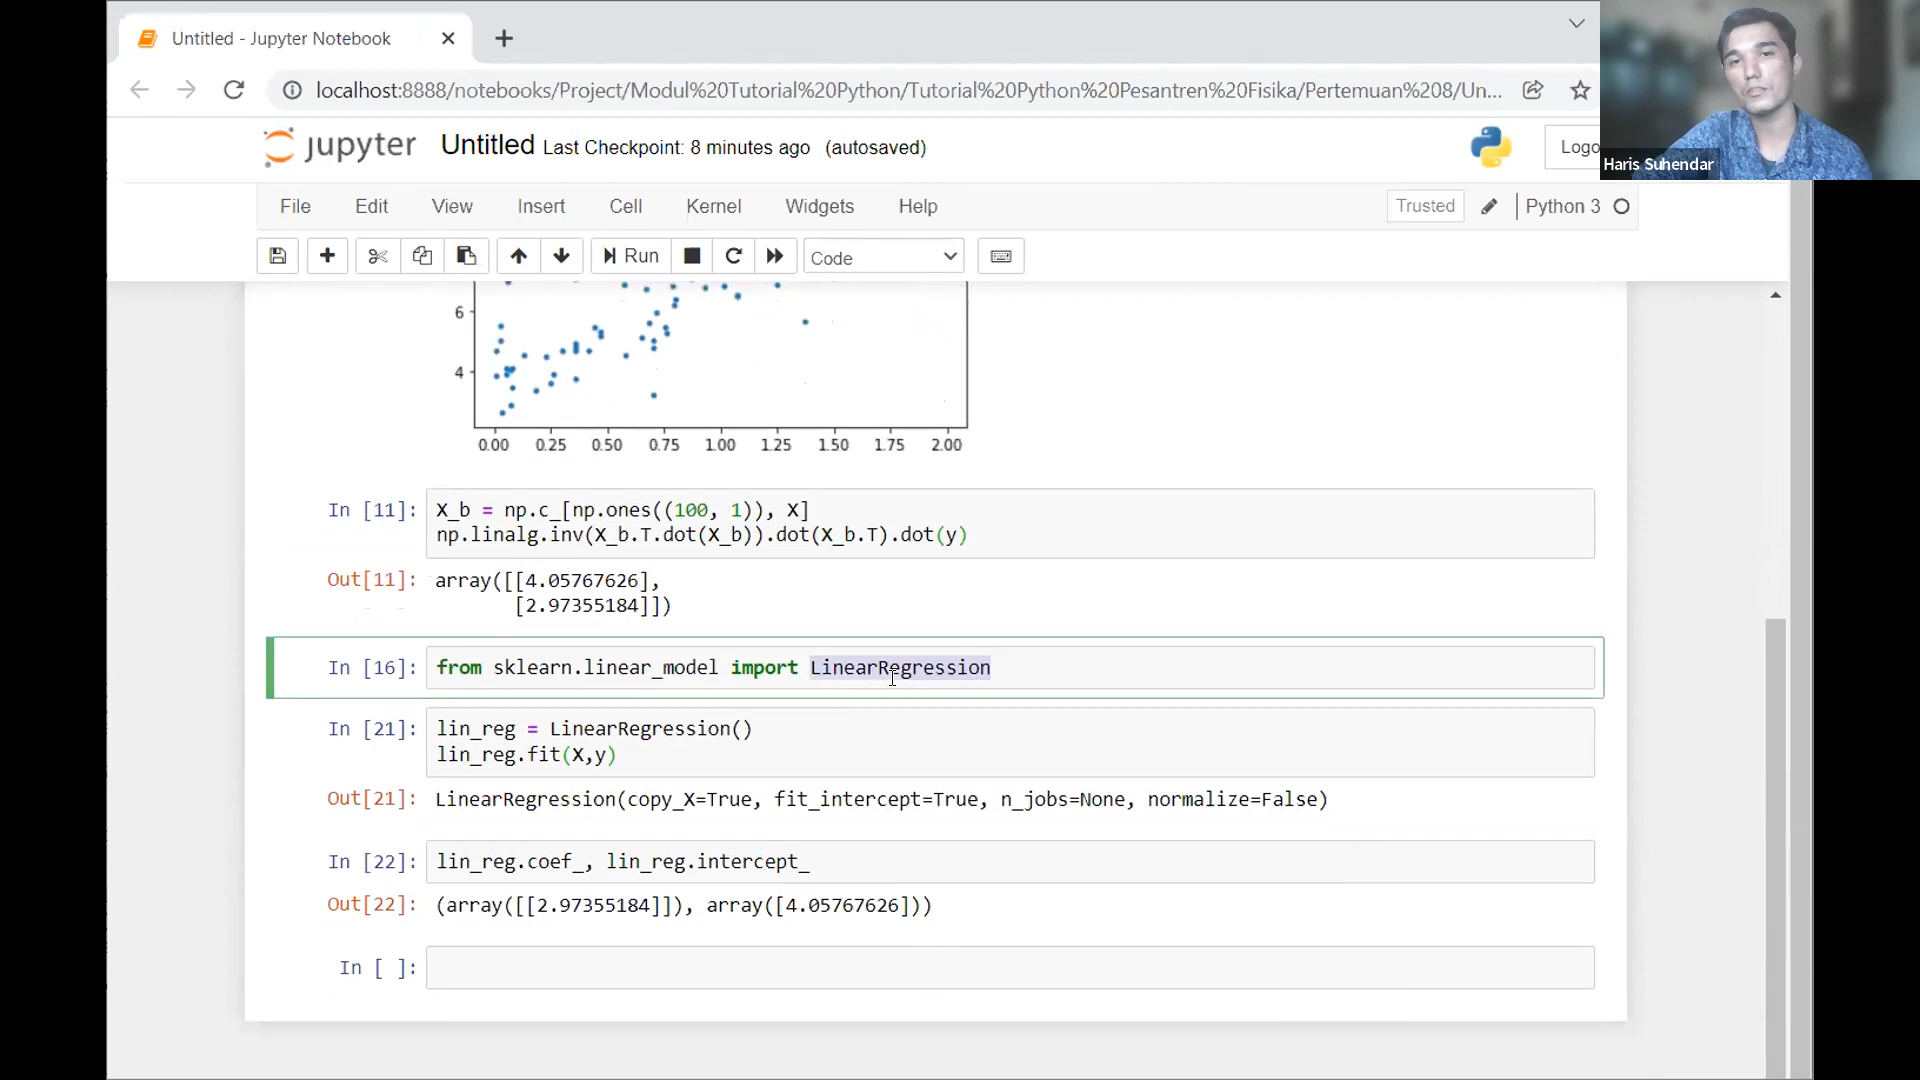 Untitled - Jupyter Notebook
localhost:8888/notebooks/Project/Modul%20Tutorial%20Python/Tutorial%20Python%20Pesantren%20Fisika/Pertemuan%208/Un...
jupyter Untitled Last Checkpoint: 8 minutes ago (autosaved)
Logo
Haris Suhendar
File Edit View Insert Cell Kernel Widgets Help Trusted Python 3
Run Code
6
4
0.00 0.25 0.50 0.75 1.00 1.25 1.50 1.75 2.00
In [11]: X_b = np.c_[np.ones((100, 1)), X]
np.linalg.inv(X_b.T.dot(X_b)).dot(X_b.T).dot(y)
Out[11]: array([[4.05767626],
[2.97355184]])
In [16]: from sklearn.linear_model import LinearRegression
In [21]: lin_reg = LinearRegression()
lin_reg.fit(X,y)
Out[21]: LinearRegression(copy_X=True, fit_intercept=True, n_jobs=None, normalize=False)
In [22]: lin_reg.coef_, lin_reg.intercept_
Out[22]: (array([[2.97355184]]), array([4.05767626]))
In [ ]: